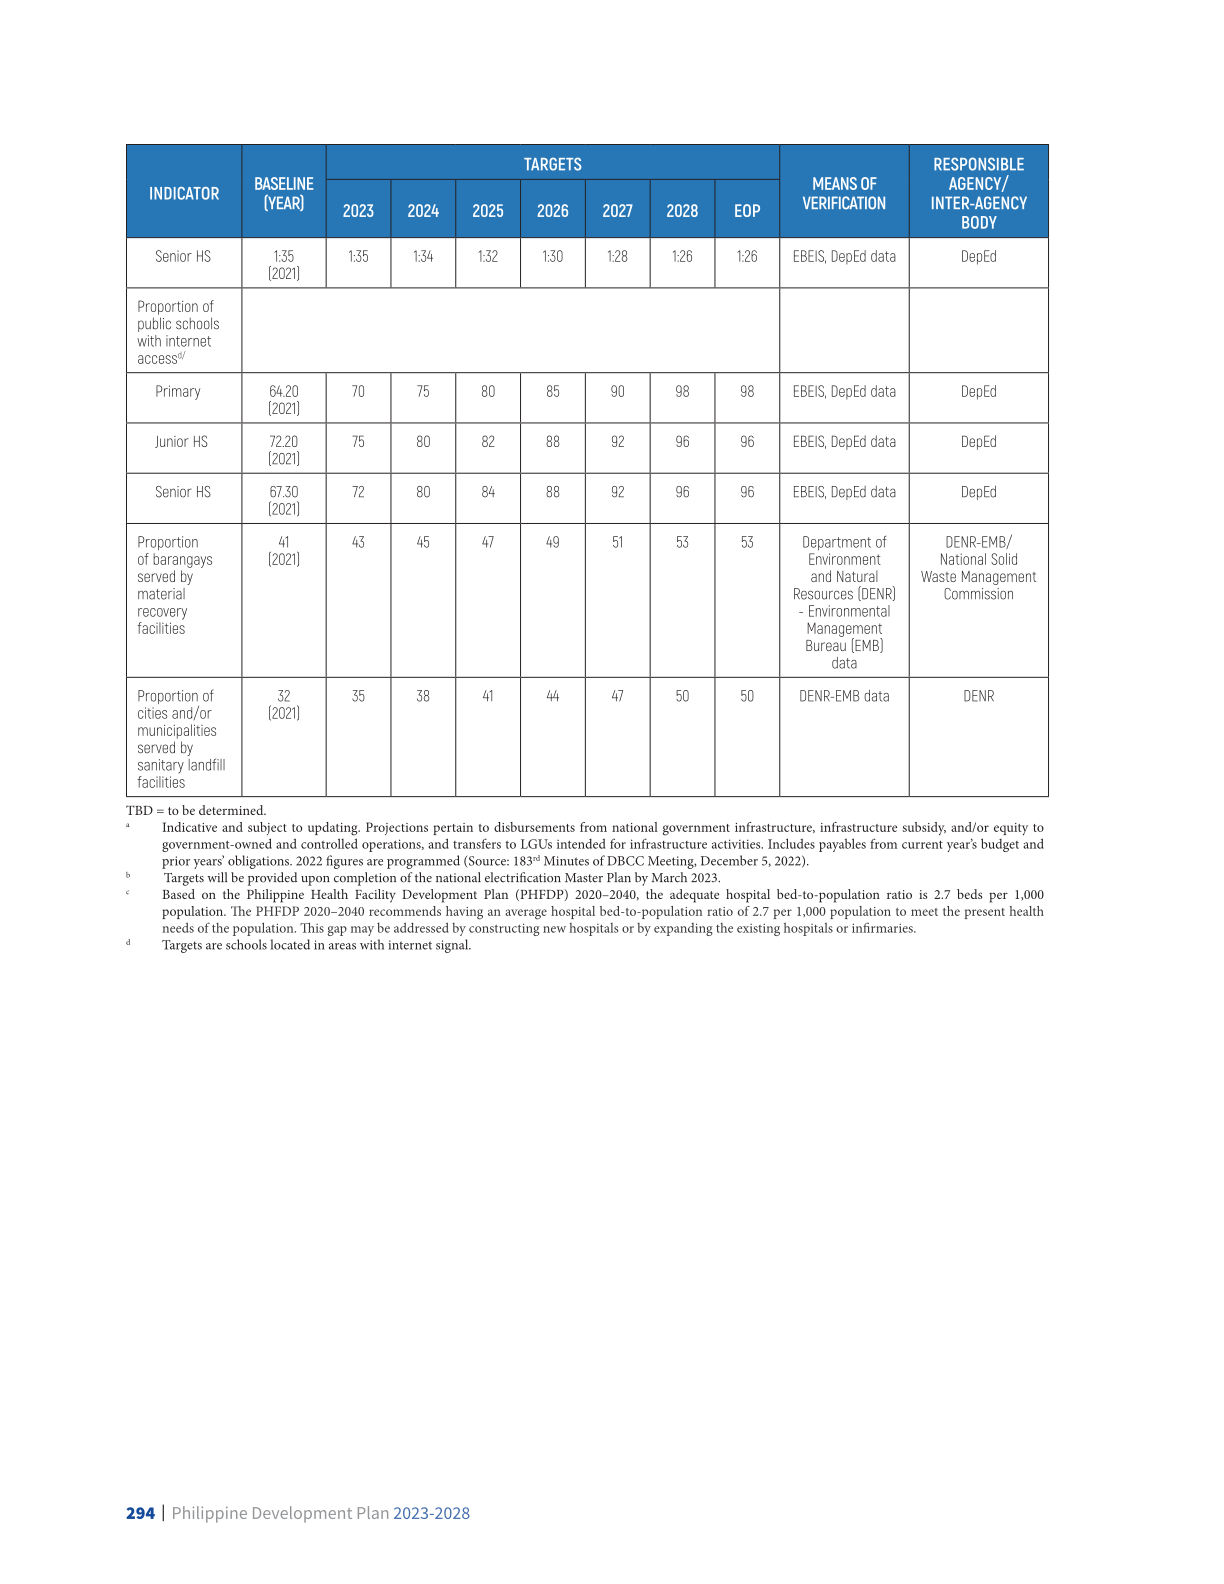 INDICATOR
BASELINE
(YEAR)
TARGETS
MEANS OF
VERIFICATION
RESPONSIBLE
AGENCY/
INTER-AGENCY
BODY
2023 2024 2025 2026 2027 2028 EOP
Senior HS 1:35 1:35 1:34 1:32 1:30 1:28 1:26 1:26 EBEIS, DepEd data DepEd
(2021)
Proportion of
public schools
with internet
access^d/
Primary 64.20 70 75 80 85 90 98 98 EBEIS, DepEd data DepEd
(2021)
Junior HS 72.20 75 80 82 88 92 96 96 EBEIS, DepEd data DepEd
(2021)
Senior HS 67.30 72 80 84 88 92 96 96 EBEIS, DepEd data DepEd
(2021)
Proportion 41 43 45 47 49 51 53 53 Department of DENR-EMB/
of barangays (2021) Environment National Solid
served by and Natural Waste Management
material Resources (DENR) Commission
recovery - Environmental
facilities Management
Bureau (EMB)
data
Proportion of 32 35 38 41 44 47 50 50 DENR-EMB data DENR
cities and/or (2021)
municipalities
served by
sanitary landfill
facilities
TBD = to be determined.
a Indicative and subject to updating. Projections pertain to disbursements from national government infrastructure, infrastructure subsidy, and/or equity to
government-owned and controlled operations, and transfers to LGUs intended for infrastructure activities. Includes payables from current year's budget and
prior years' obligations. 2022 figures are programmed (Source: 183rd Minutes of DBCC Meeting, December 5, 2022).
b Targets will be provided upon completion of the national electrification Master Plan by March 2023.
c Based on the Philippine Health Facility Development Plan (PHFDP) 2020–2040, the adequate hospital bed-to-population ratio is 2.7 beds per 1,000
population. The PHFDP 2020–2040 recommends having an average hospital bed-to-population ratio of 2.7 per 1,000 population to meet the present health
needs of the population. This gap may be addressed by constructing new hospitals or by expanding the existing hospitals or infirmaries.
d Targets are schools located in areas with internet signal.
294 | Philippine Development Plan 2023-2028